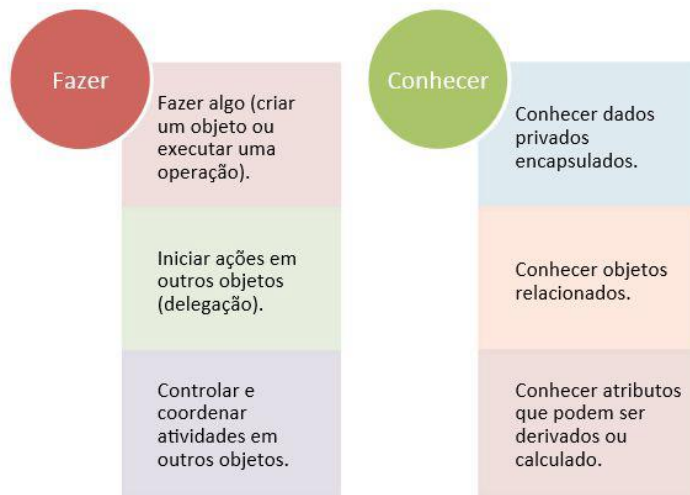 Fazer
Fazer algo (criar
um objeto ou
executar uma
operação).
Iniciar ações em
outros objetos
(delegação).
Controlar e
coordenar
atividades em
outros objetos.
Conhecer
Conhecer dados
privados
encapsulados.
Conhecer objetos
relacionados.
Conhecer atributos
que podem ser
derivados ou
calculado.